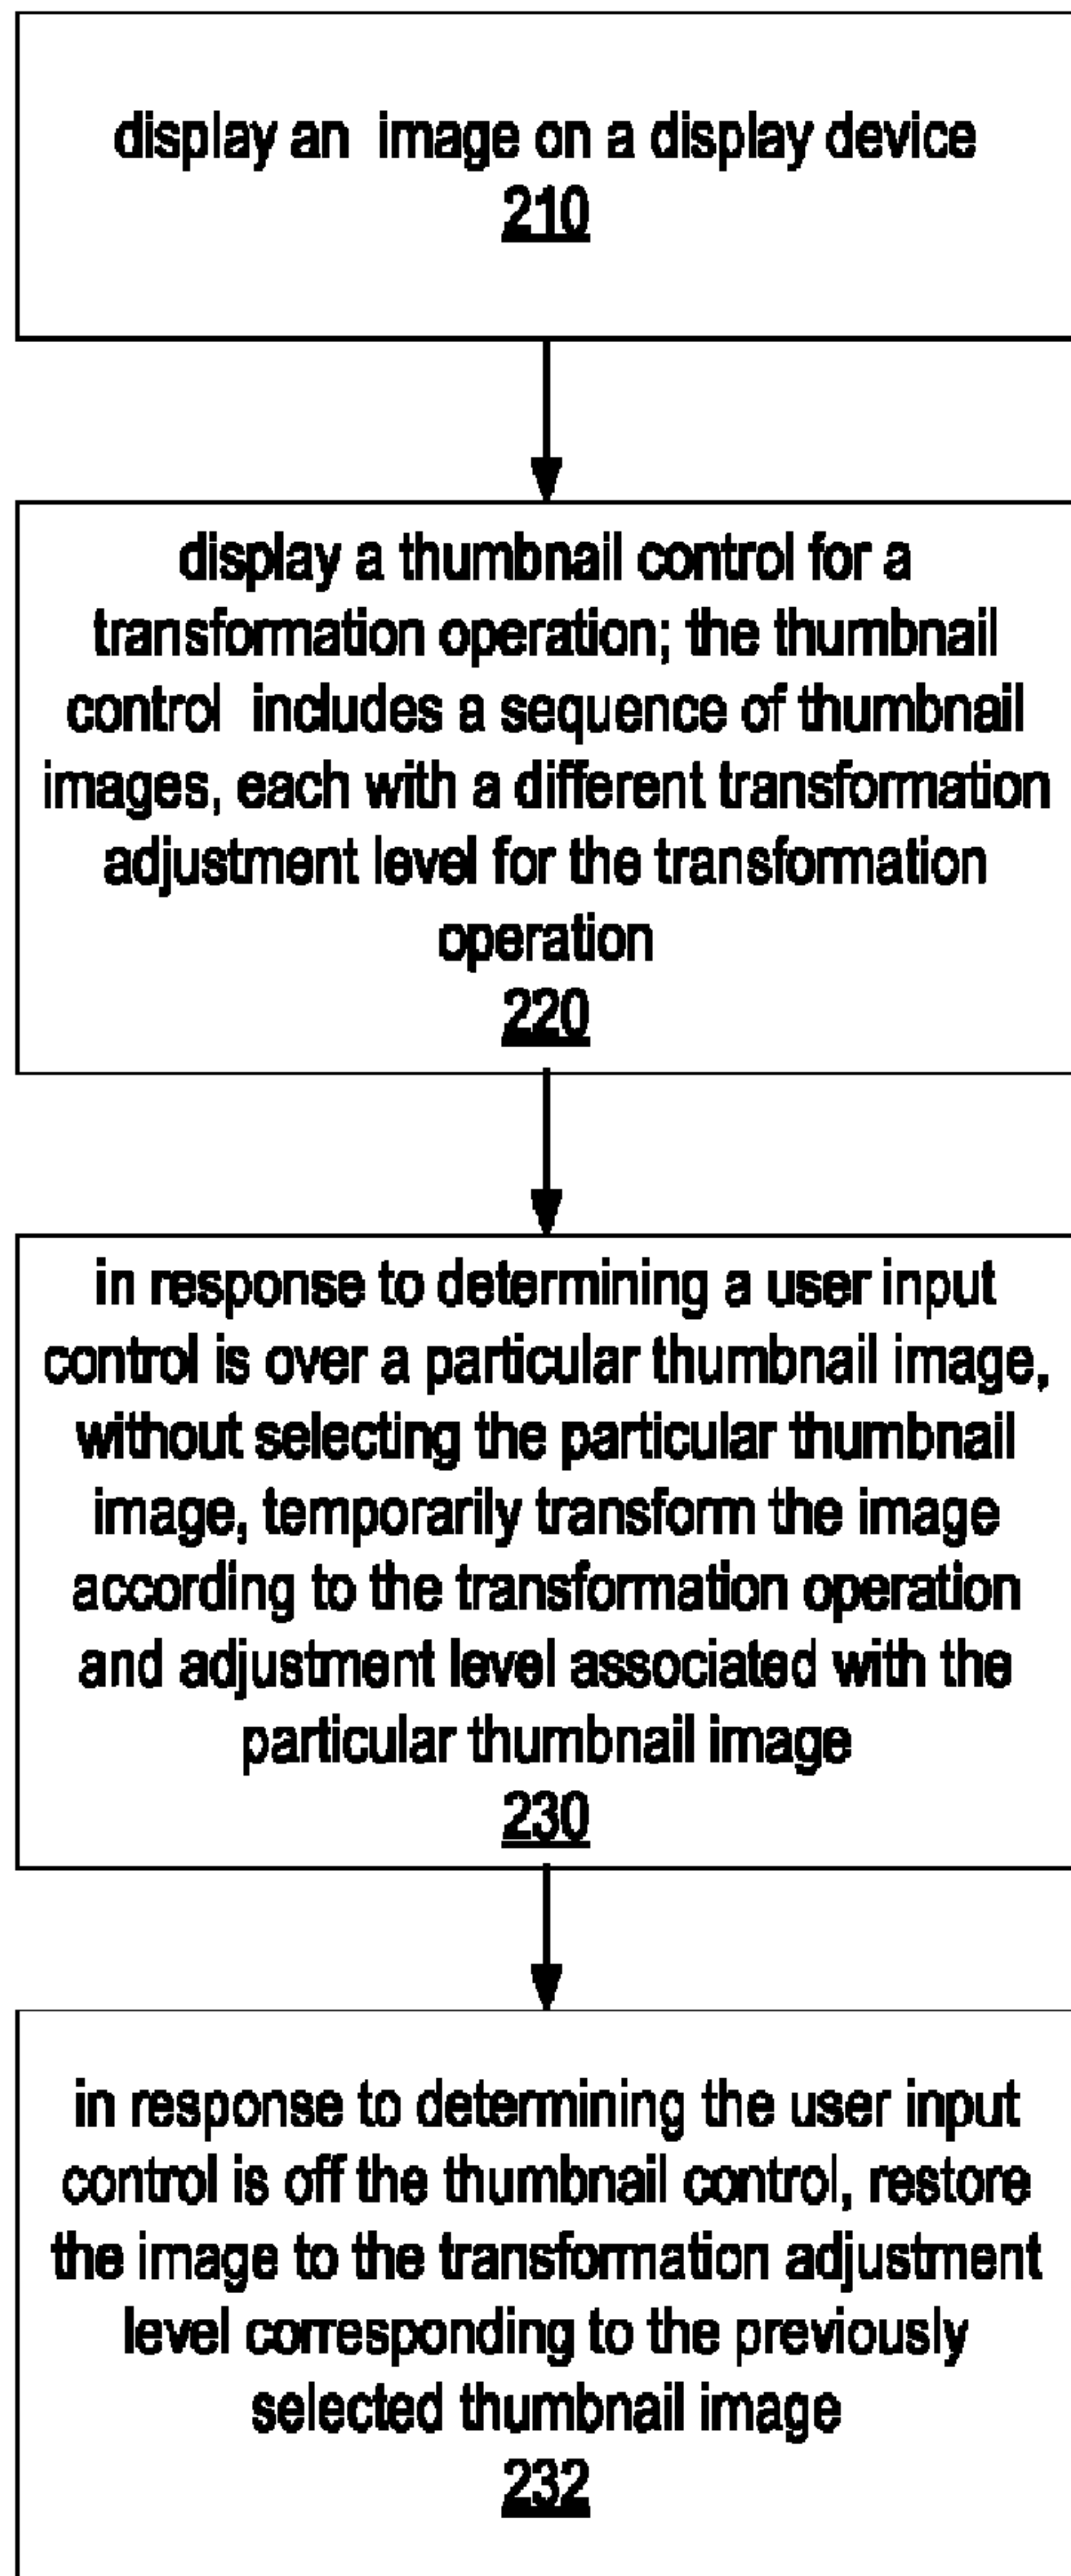 display an image on a display device
210
display a thumbnail control for a
transformation operation; the thumbnail
control includes a sequence of thumbnail
images, each with a different transformation
adjustment level for the transformation
operation
220
in response to determining a user input
control is over a particular thumbnail image,
without selecting the particular thumbnail
image, temporarily transform the image
according to the transformation operation
and adjustment level associated with the
particular thumbnail image
230
in response to determining the user input
control is off the thumbnail control, restore
the image to the transformation adjustment
level corresponding to the previously
selected thumbnail image
232